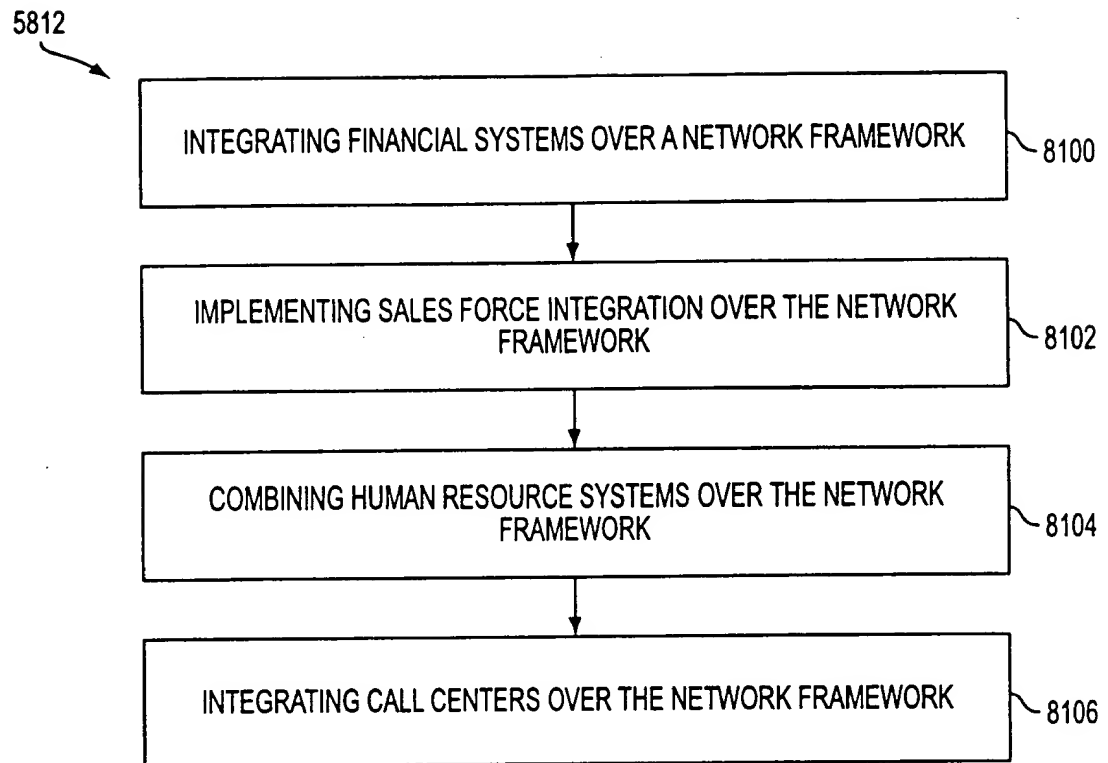 5812
INTEGRATING FINANCIAL SYSTEMS OVER A NETWORK FRAMEWORK
8100
IMPLEMENTING SALES FORCE INTEGRATION OVER THE NETWORK
FRAMEWORK
8102
COMBINING HUMAN RESOURCE SYSTEMS OVER THE NETWORK
FRAMEWORK
8104
INTEGRATING CALL CENTERS OVER THE NETWORK FRAMEWORK
8106